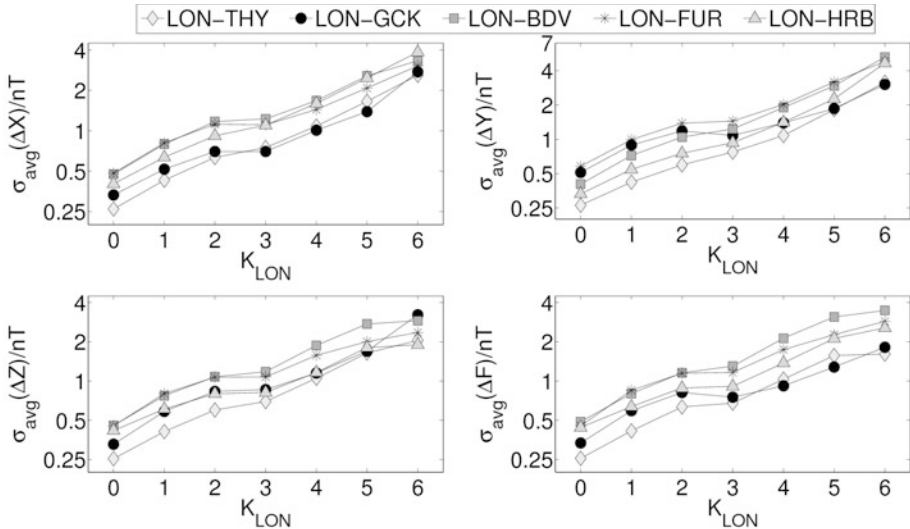 LON-THY LON-GCK LON-BDV LON-FUR LON-HRB
4
2
1
0.5
0.25
σavg(ΔX)/nT
0 1 2 3 4 5 6
KLON
7
4
2
1
0.5
0.25
σavg(ΔY)/nT
0 1 2 3 4 5 6
KLON
4
2
1
0.5
0.25
σavg(ΔZ)/nT
0 1 2 3 4 5 6
KLON
4
2
1
0.5
0.25
σavg(ΔF)/nT
0 1 2 3 4 5 6
KLON